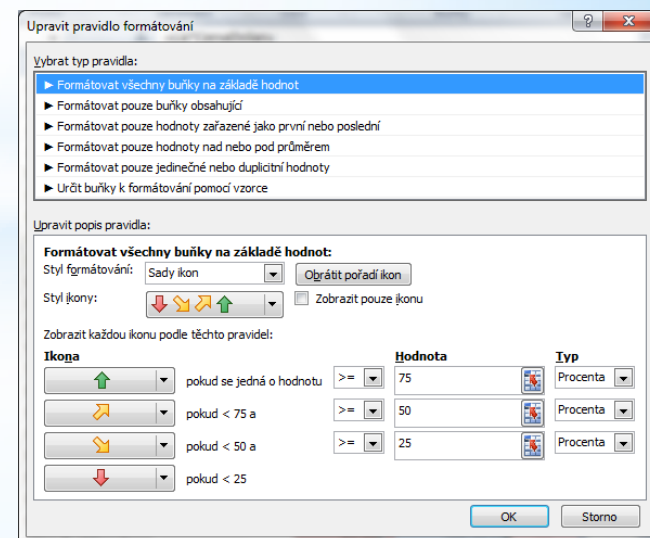 Upravit pravidlo formátování
Vybrat typ pravidla:
► Formátovat všechny buňky na základě hodnot
► Formátovat pouze buňky obsahující
► Formátovat pouze hodnoty zařazené jako první nebo poslední
► Formátovat pouze hodnoty nad nebo pod průměrem
► Formátovat pouze jedinečné nebo duplicitní hodnoty
► Určit buňky k formátování pomocí vzorce
Upravit popis pravidla:
Formátovat všechny buňky na základě hodnot:
Styl formátování: Sady ikon Obrátit pořadí ikon
Styl ikony: Zobrazit pouze ikonu
Zobrazit každou ikonu podle těchto pravidel:
Ikona Hodnota Typ
pokud se jedná o hodnotu >= 75 Procenta
pokud < 75 a >= 50 Procenta
pokud < 50 a >= 25 Procenta
pokud < 25
OK Storno